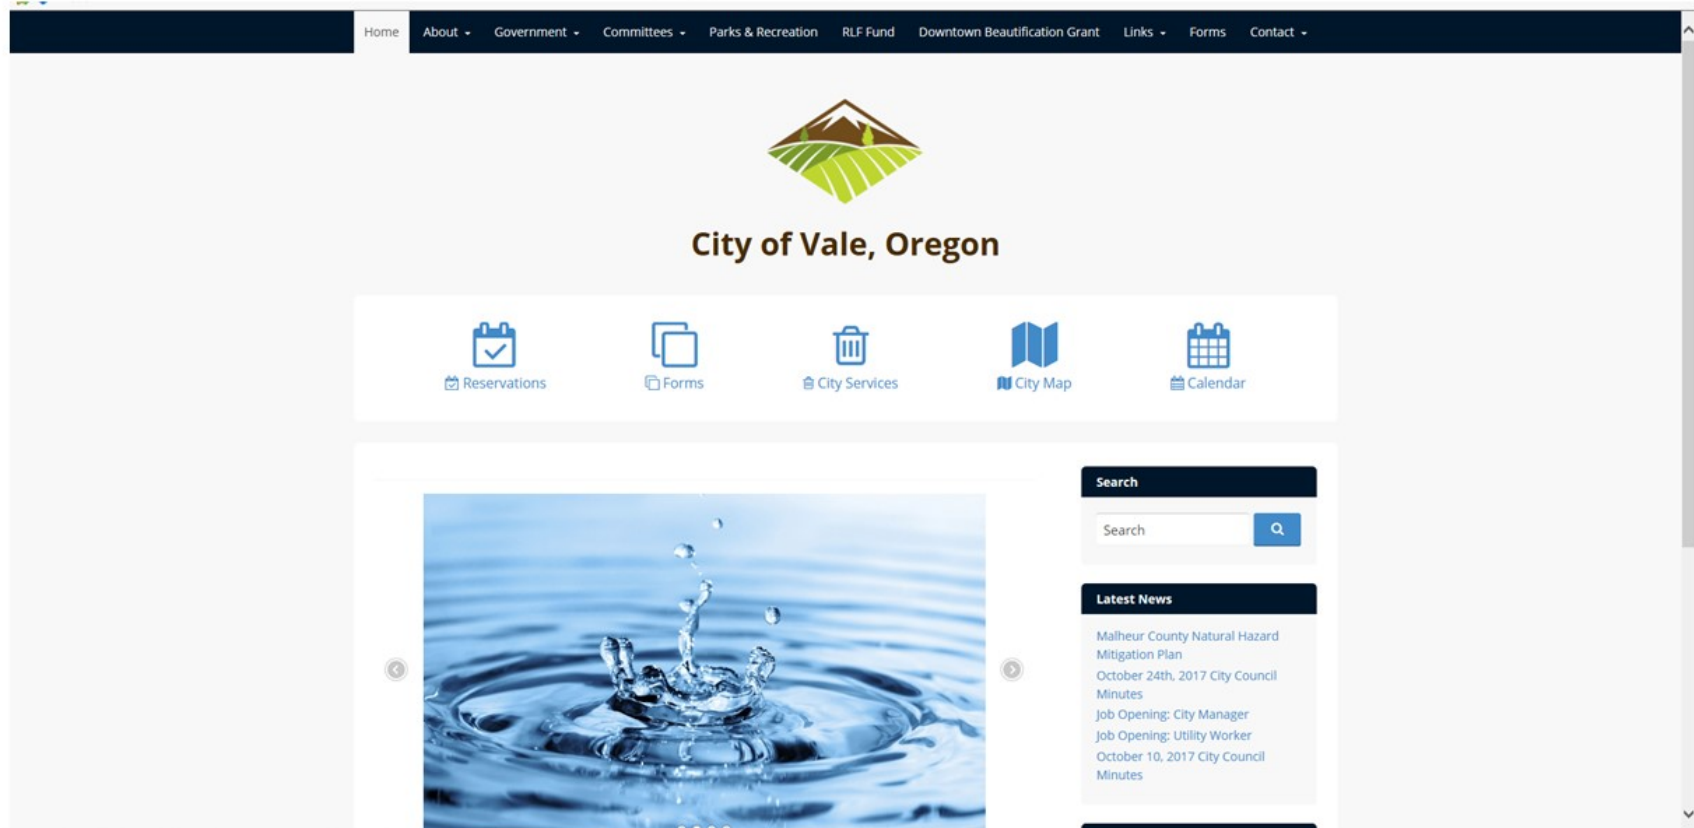 Home About Government Committees Parks & Recreation RLF Fund Downtown Beautification Grant Links Forms Contact
City of Vale, Oregon
Reservations Forms City Services City Map Calendar
Search
Search
Latest News
Malheur County Natural Hazard
Mitigation Plan
October 24th, 2017 City Council
Minutes
Job Opening: City Manager
Job Opening: Utility Worker
October 10, 2017 City Council
Minutes